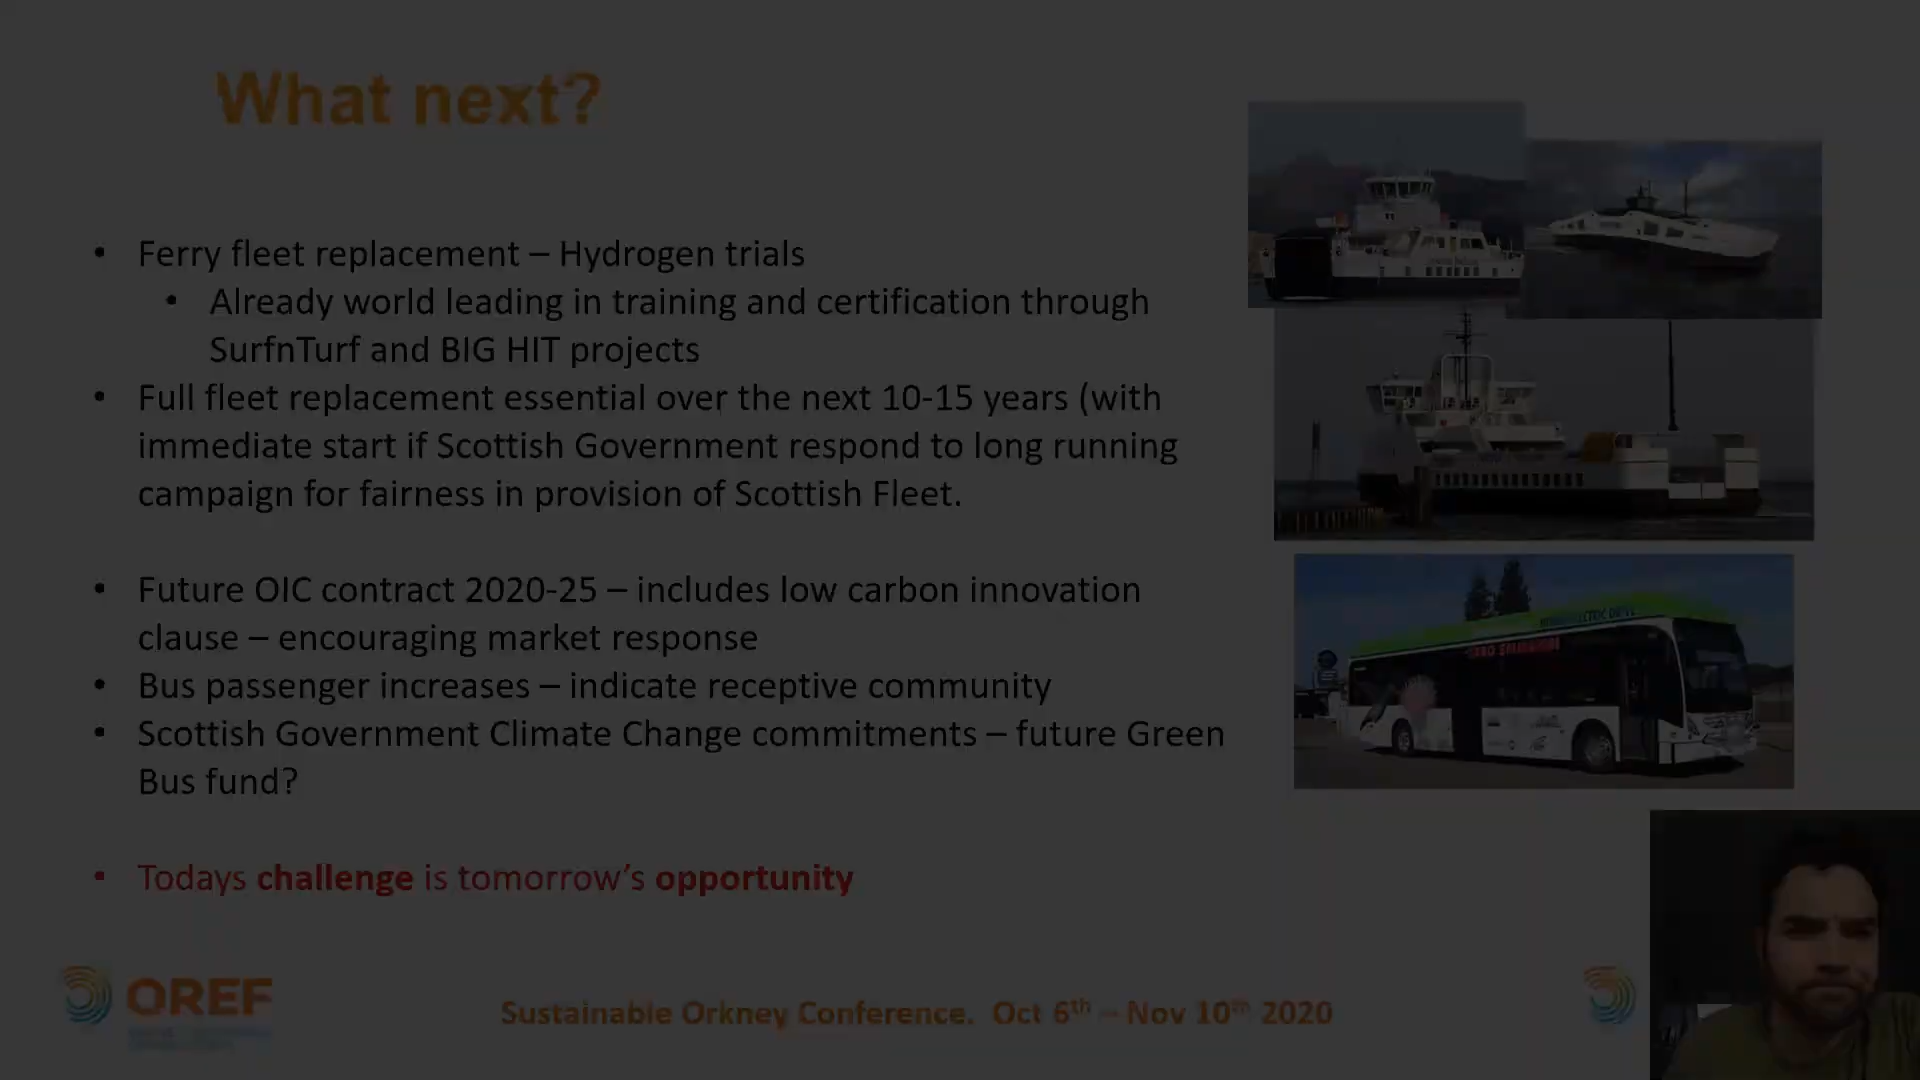 What next?
• Ferry fleet replacement – Hydrogen trials
• Already world leading in training and certification through
SurfnTurf and BIG HIT projects
• Full fleet replacement essential over the next 10-15 years (with
immediate start if Scottish Government respond to long running
campaign for fairness in provision of Scottish Fleet.
• Future OIC contract 2020-25 – includes low carbon innovation
clause – encouraging market response
• Bus passenger increases – indicate receptive community
• Scottish Government Climate Change commitments – future Green
Bus fund?
• Todays challenge is tomorrow's opportunity
OREF
Sustainable Orkney Conference. Oct 6th – Nov 10th 2020